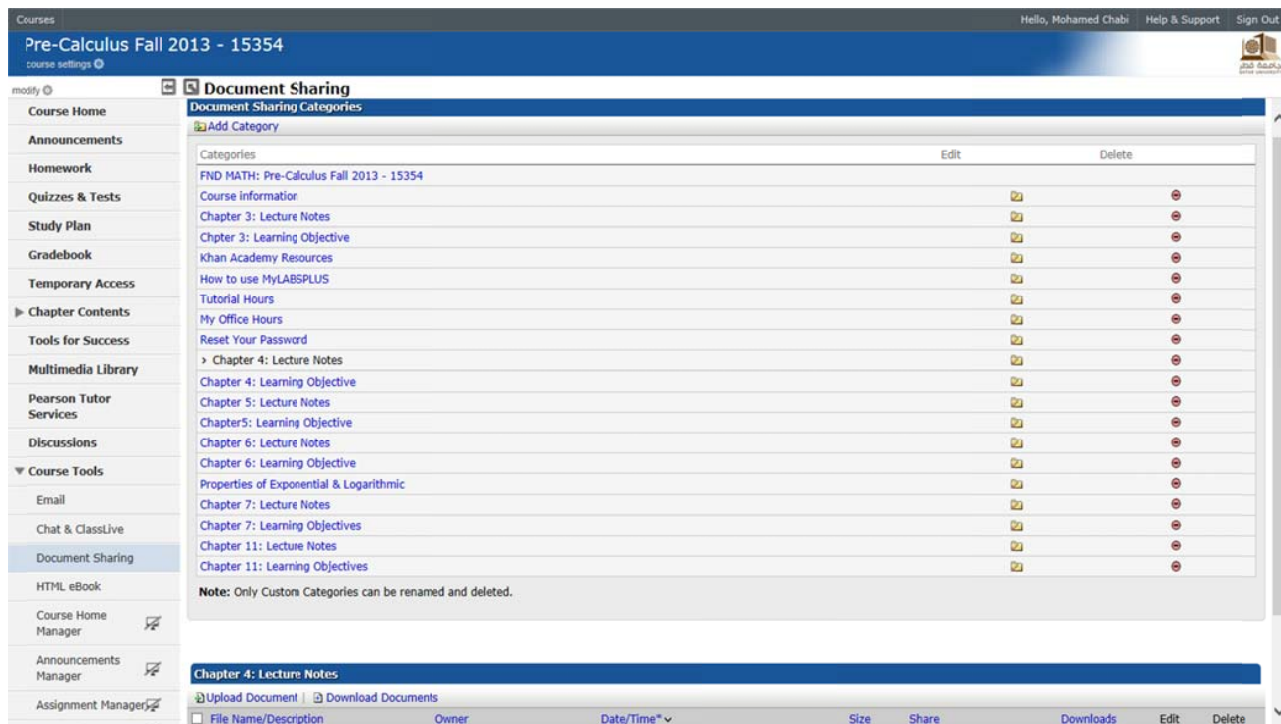 Courses Hello, Mohamed Chabi Help & Support Sign Out
Pre-Calculus Fall 2013 - 15354
course settings
modify
Document Sharing
Course Home
Announcements
Homework
Quizzes & Tests
Study Plan
Gradebook
Temporary Access
Chapter Contents
Tools for Success
Multimedia Library
Pearson Tutor
Services
Discussions
Course Tools
Email
Chat & ClassLive
Document Sharing
HTML eBook
Course Home
Manager
Announcements
Manager
Assignment Manager
Document Sharing Categories
Add Category
Categories Edit Delete
FND MATH: Pre-Calculus Fall 2013 - 15354
Course information
Chapter 3: Lecture Notes
Chpter 3: Learning Objective
Khan Academy Resources
How to use MyLABSPLUS
Tutorial Hours
My Office Hours
Reset Your Password
> Chapter 4: Lecture Notes
Chapter 4: Learning Objective
Chapter 5: Lecture Notes
Chapter5: Learning Objective
Chapter 6: Lecture Notes
Chapter 6: Learning Objective
Properties of Exponential & Logarithmic
Chapter 7: Lecture Notes
Chapter 7: Learning Objectives
Chapter 11: Lecture Notes
Chapter 11: Learning Objectives
Note: Only Custom Categories can be renamed and deleted.
Chapter 4: Lecture Notes
Upload Document | Download Documents
File Name/Description Owner Date/Time* Size Share Downloads Edit Delete